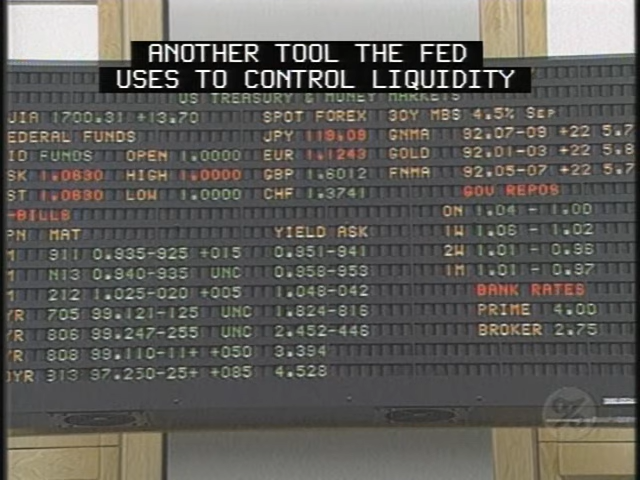 ANOTHER TOOL THE FED
USES TO CONTROL LIQUIDITY
US TREASURY & MONEY MARKETS
JIA 1700.31 +13.70 SPOT FOREX 30Y MBS 4.5% SEP
EDERAL FUNDS JPY 119.09 GNMA 92.07-09 +22 5.7
ID FUNDS OPEN 1.0000 EUR 1.1243 GOLD 92.01-03 +22 5.8
SK 1.0630 HIGH 1.0000 GBP 1.6012 FNMA 92.05-07 +22 5.7
ST 1.0630 LOW 1.0000 CHF 1.3741 GOV REPOS
-BILLS ON 1.04 - 1.00
PN MAT YIELD ASK 1W 1.06 - 1.02
M 911 0.935-925 +015 0.951-941 2W 1.01 - 0.96
M N13 0.940-935 UNC 0.958-953 1M 1.01 - 0.97
M 212 1.025-020 +005 1.048-042 BANK RATES
YR 705 99.121-125 UNC 1.824-816 PRIME 4.00
YR 806 99.247-255 UNC 2.452-446 BROKER 2.75
YR 808 99.110-11+ +050 3.394
0YR 313 97.250-25+ +085 4.528